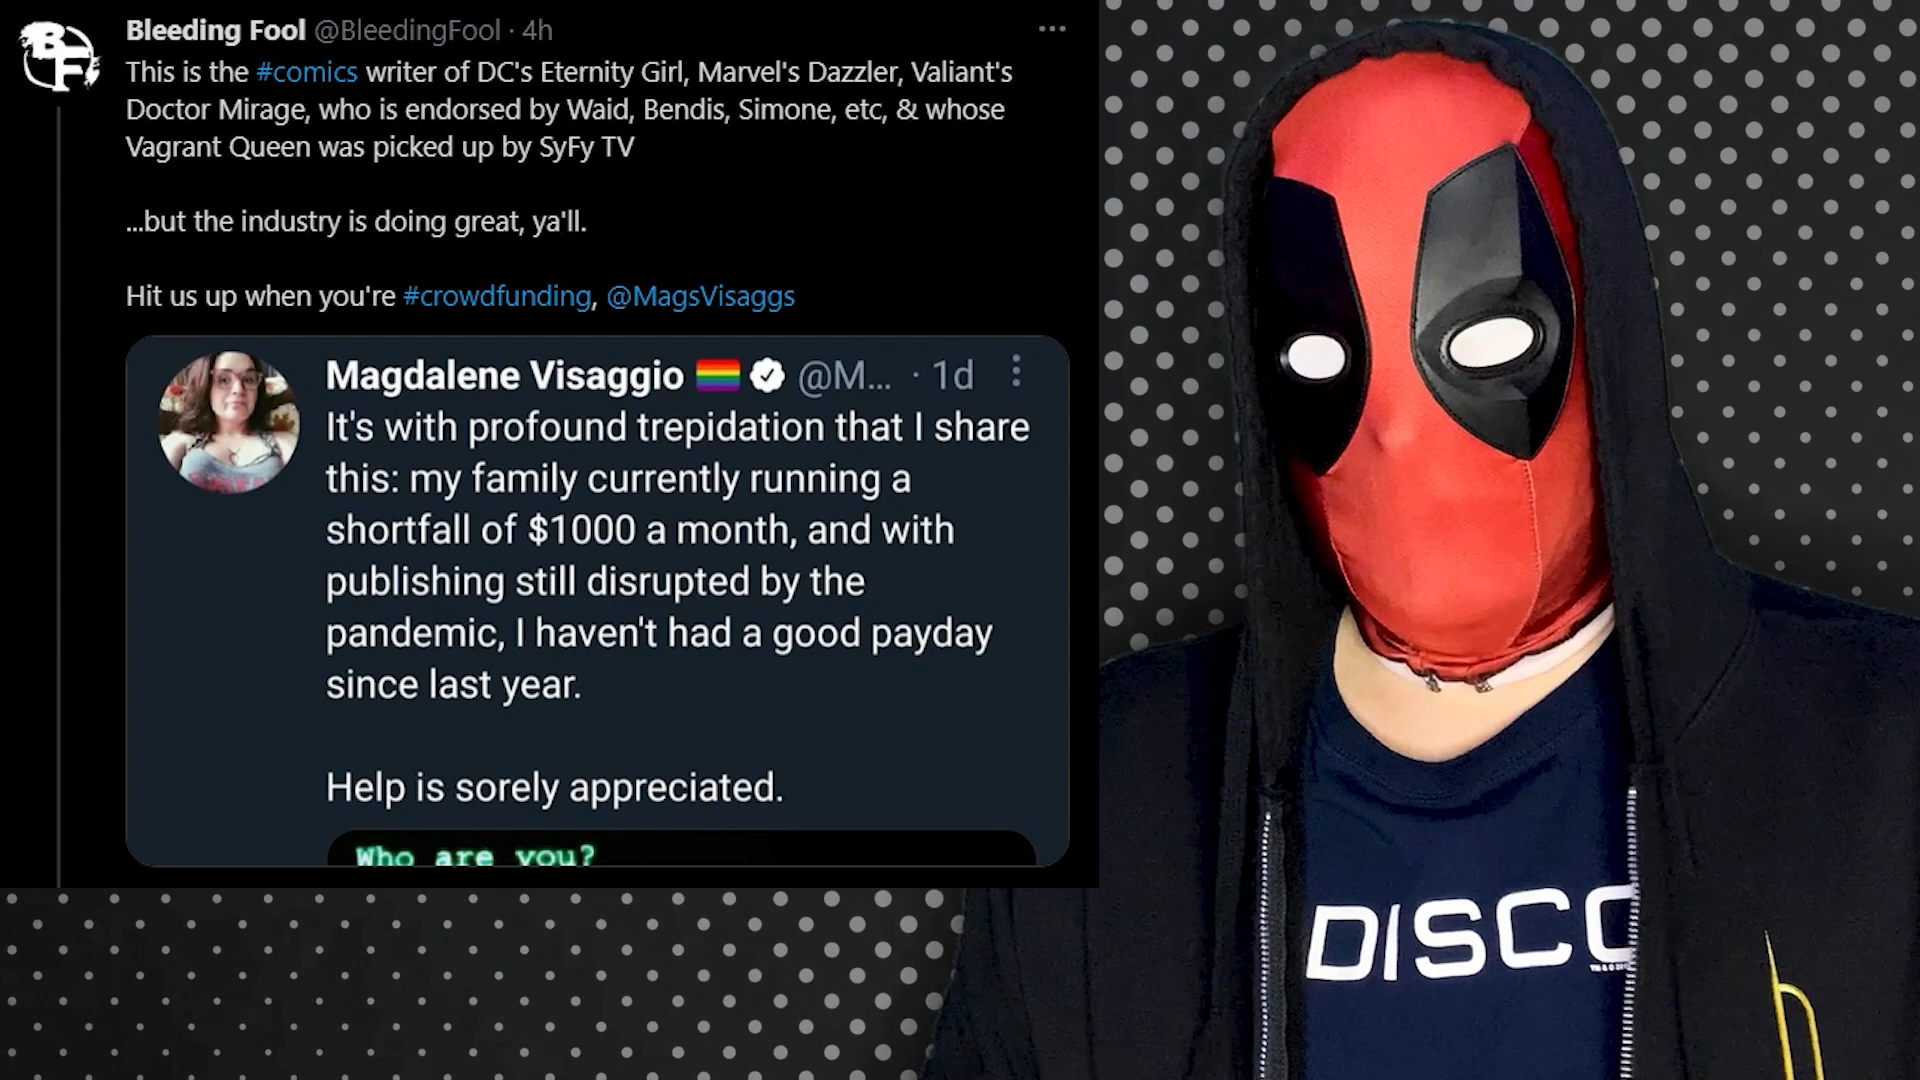 Bleeding Fool @BleedingFool · 4h
This is the #comics writer of DC's Eternity Girl, Marvel's Dazzler, Valiant's
Doctor Mirage, who is endorsed by Waid, Bendis, Simone, etc, & whose
Vagrant Queen was picked up by SyFy TV
...but the industry is doing great, ya'll.
Hit us up when you're #crowdfunding, @MagsVisaggs
Magdalene Visaggio @M... · 1d
It's with profound trepidation that I share
this: my family currently running a
shortfall of $1000 a month, and with
publishing still disrupted by the
pandemic, I haven't had a good payday
since last year.
Help is sorely appreciated.
Who are you?
BF
DISCO